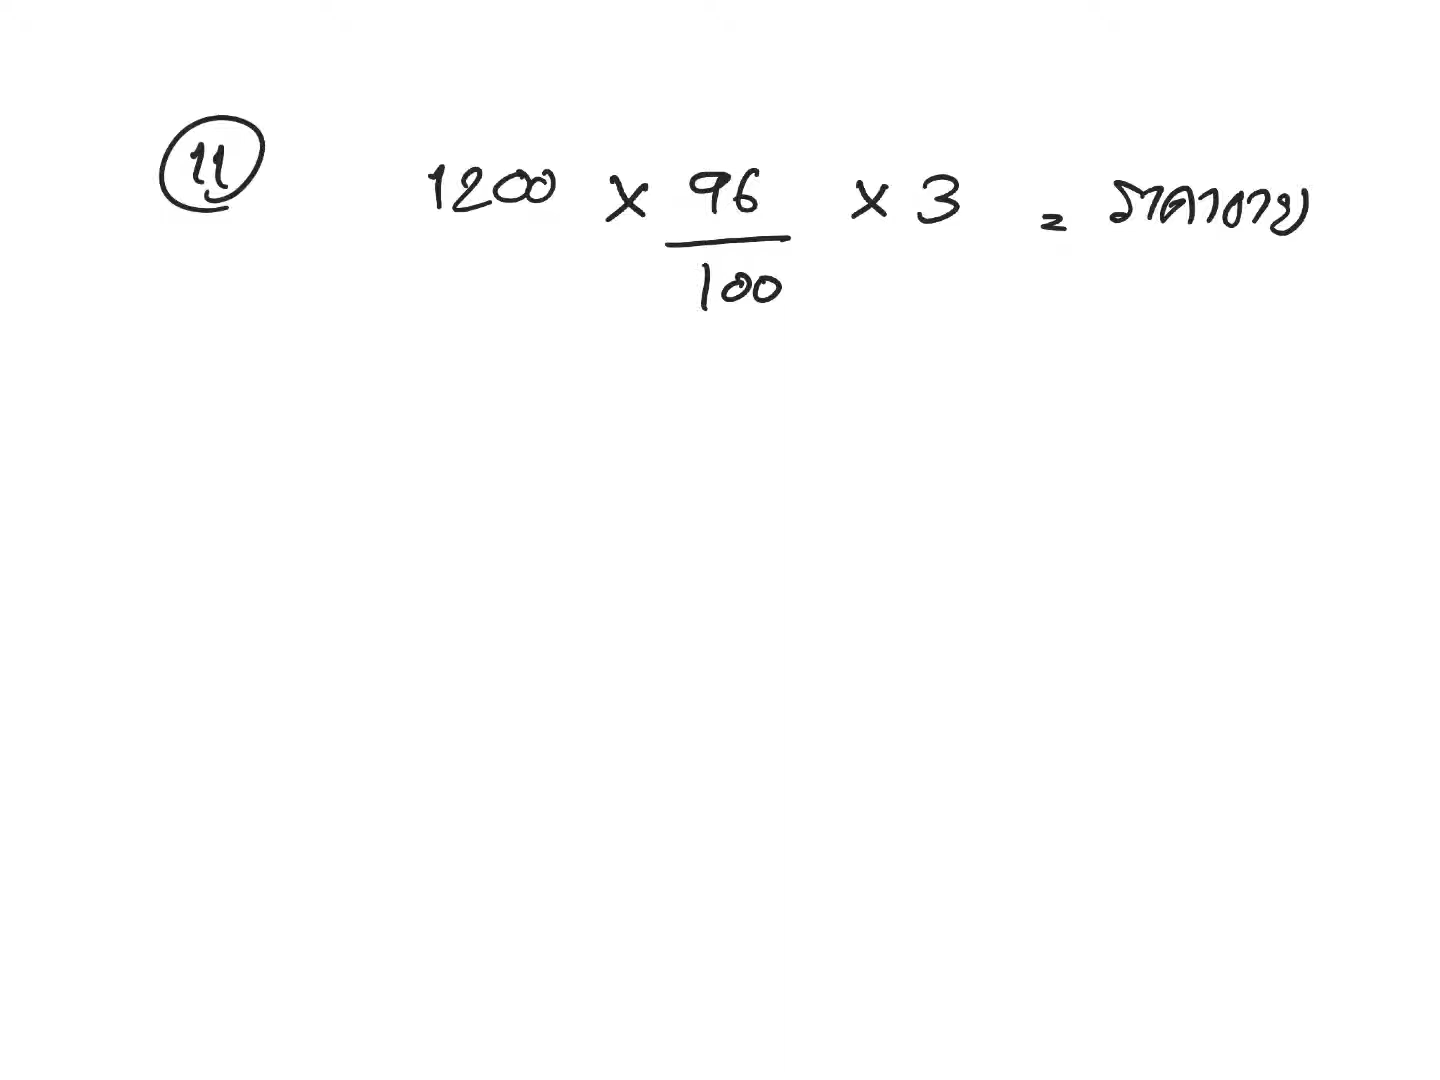 11 1200 × 96/100 × 3 = ราคาขาย